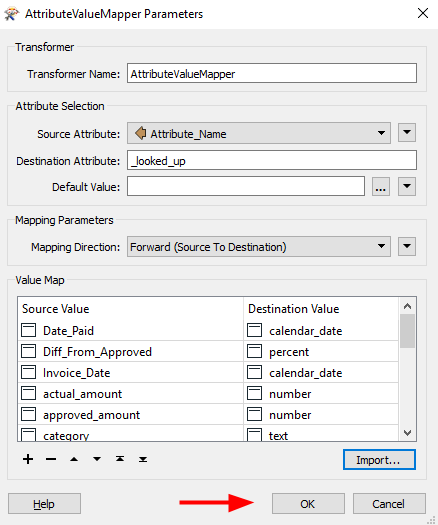 AttributeValueMapper Parameters
Transformer
Transformer Name: AttributeValueMapper
Attribute Selection
Source Attribute: Attribute_Name
Destination Attribute: _looked_up
Default Value:
...
Mapping Parameters
Mapping Direction: Forward (Source To Destination)
Value Map
Source Value Destination Value
Date_Paid calendar_date
Diff_From_Approved percent
Invoice_Date calendar_date
actual_amount number
approved_amount number
category text
Import...
Help OK Cancel